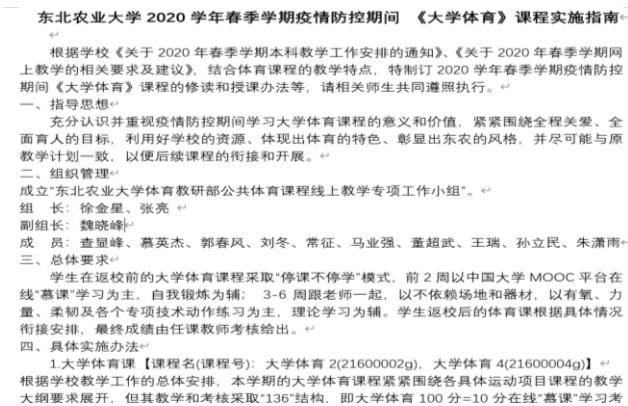 东北农业大学 2020 学年春季学期疫情防控期间 《大学体育》课程实施指南
根据学校《关于 2020 年春季学期本科教学工作安排的通知》、《关于 2020 年春季学期网
上教学的相关要求及建议》，结合体育课程的教学特点，特制订 2020 学年春季学期疫情防控
期间《大学体育》课程的修读和授课办法等，请相关师生共同遵照执行。
一、指导思想
充分认识并重视疫情防控期间学习大学体育课程的意义和价值，紧紧围绕全程关爱、全
面育人的目标，利用好学校的资源、体现出体育的特色、彰显出东农的风格，并尽可能与原
教学计划一致，以便后续课程的衔接和开展。
二、组织管理
成立“东北农业大学体育教研部公共体育课程线上教学专项工作小组”。
组 长：徐金星、张亮
副组长：魏晓峰
成 员：查显峰、慕英杰、郭春风、刘冬、常征、马业强、董超武、王瑞、孙立民、朱潇雨
三、总体要求
学生在返校前的大学体育课程采取“停课不停学”模式，前 2 周以中国大学 MOOC 平台在
线“慕课”学习为主，自我锻炼为辅； 3-6 周跟老师一起，以不依赖场地和器材，以有氧、力
量、柔韧及各个专项技术动作练习为主，理论学习为辅。学生返校后的体育课根据具体情况
衔接安排，最终成绩由任课教师考核给出。
四、具体实施办法
1.大学体育课【课程名(课程号)：大学体育 2(21600002g)，大学体育 4(21600004g)】
根据学校教学工作的总体安排，本学期的大学体育课程紧紧围绕各具体运动项目课程的教学
大纲要求展开，但其教学和考核采取“136”结构，即大学体育 100 分=10 分在线“慕课”学习考